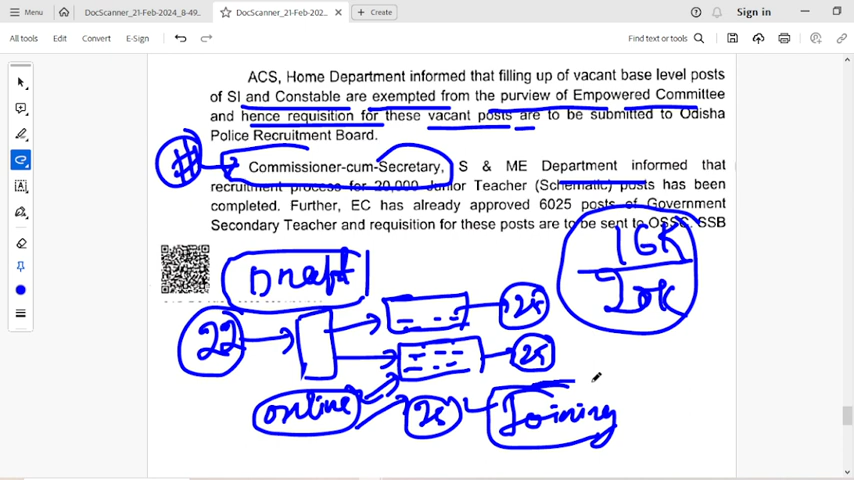 Menu DocScanner_21-Feb-2024_8-49... DocScanner_21-Feb-202... Create Sign in
All tools Edit Convert E-Sign Find text or tools
ACS, Home Department informed that filling up of vacant base level posts
of SI and Constable are exempted from the purview of Empowered Committee
and hence requisition for these vacant posts are to be submitted to Odisha
Police Recruitment Board.
#
Commissioner-cum-Secretary, S & ME Department informed that
recruitment process for 20,000 Junior Teacher (Schematic) posts has been
completed. Further, EC has already approved 6025 posts of Government
Secondary Teacher and requisition for these posts are to be sent to OSSC, SSB
16K
20K
Draft
22
25
25
online
25
Joining